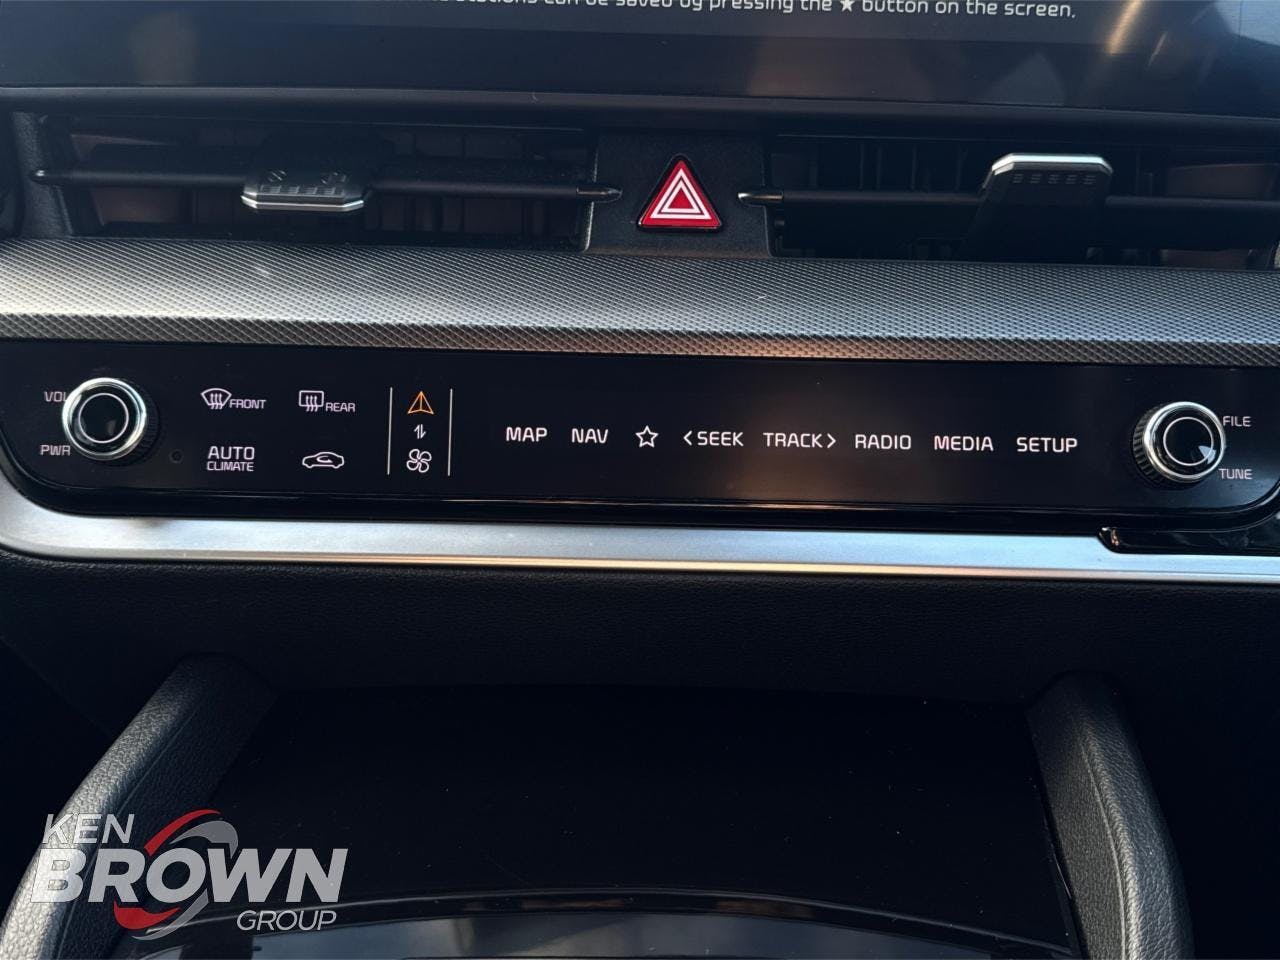 stations can be saved by pressing the ★ button on the screen.
VOL
PWR
FRONT
REAR
AUTO
CLIMATE
MAP NAV ☆ <SEEK TRACK> RADIO MEDIA SETUP
FILE
TUNE
KEN
BROWN
GROUP